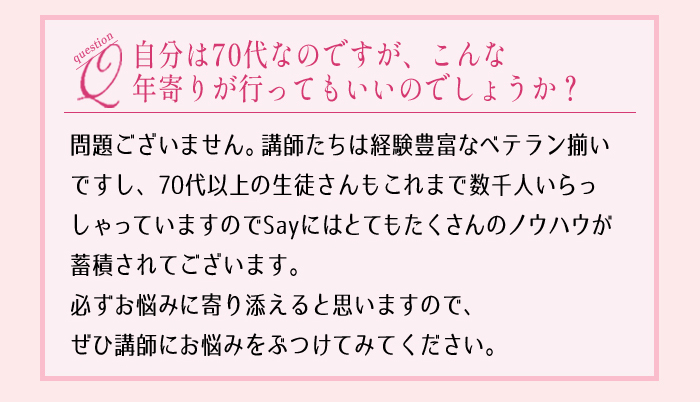 question
Q 自分は70代なのですが、こんな
年寄りが行ってもいいのでしょうか？
問題ございません。講師たちは経験豊富なベテラン揃い
ですし、70代以上の生徒さんもこれまで数千人いらっ
しゃっていますのでSayにはとてもたくさんのノウハウが
蓄積されてございます。
必ずお悩みに寄り添えると思いますので、
ぜひ講師にお悩みをぶつけてみてください。